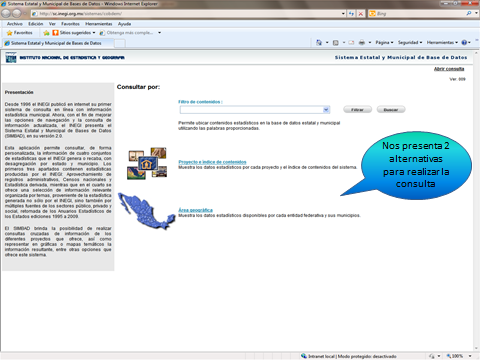 Sistema Estatal y Municipal de Bases de Datos - Windows Internet Explorer
http://sc.inegi.org.mx/sistemas/cobdem/
Archivo Edición Ver Favoritos Herramientas Ayuda
Favoritos Sitios sugeridos Obtenga más comple...
Sistema Estatal y Municipal de Bases de Datos
Página Seguridad Herramientas
INSTITUTO NACIONAL DE ESTADISTICA Y GEOGRAFIA
Sistema Estatal y Municipal de Base de Datos
Abrir consulta
Ver. 009
Presentación
Desde 1996 el INEGI publicó en internet su primer
sistema de consulta en línea con información
estadística municipal. Ahora, con el fin de mejorar
las opciones de navegación y la consulta de
información actualizada, el INEGI presenta el
Sistema Estatal y Municipal de Bases de Datos
(SIMBAD), en su versión 2.0.
Esta aplicación permite consultar, de forma
personalizada, la información de cuatro conjuntos
de estadísticas que el INEGI genera o recaba, con
desagregación por estado y municipio. Los
primeros tres apartados contienen estadísticas
producidas por el INEGI: Aprovechamiento de
registros administrativos, Censos nacionales y
Estadística derivada, mientras que en el cuarto se
ofrece una selección de información relevante
organizada por temas, proveniente de la estadística
generada no sólo por el INEGI, sino también por
múltiples fuentes de los sectores público, privado y
social, retomada de los Anuarios Estadísticos de
los Estados ediciones 1995 a 2009.
El SIMBAD brinda la posibilidad de realizar
consultas cruzadas de información de los
diferentes proyectos que ofrece, así como
representar en gráficas o mapas temáticos la
información resultante, entre otras opciones que
ofrece este sistema.
Consultar por:
Filtro de contenidos :
Filtrar Buscar
Permite ubicar contenidos estadísticos en la base de datos estatal y municipal
utilizando las palabras proporcionadas.
Proyecto e índice de contenidos
Muestra los datos estadísticos por cada proyecto y el índice de contenidos del sistema.
Área geográfica
Muestra los datos estadísticos disponibles por cada entidad federativa y sus municipios.
Nos presenta 2
alternativas
para realizar la
consulta
Intranet local | Modo protegido: desactivado
100%